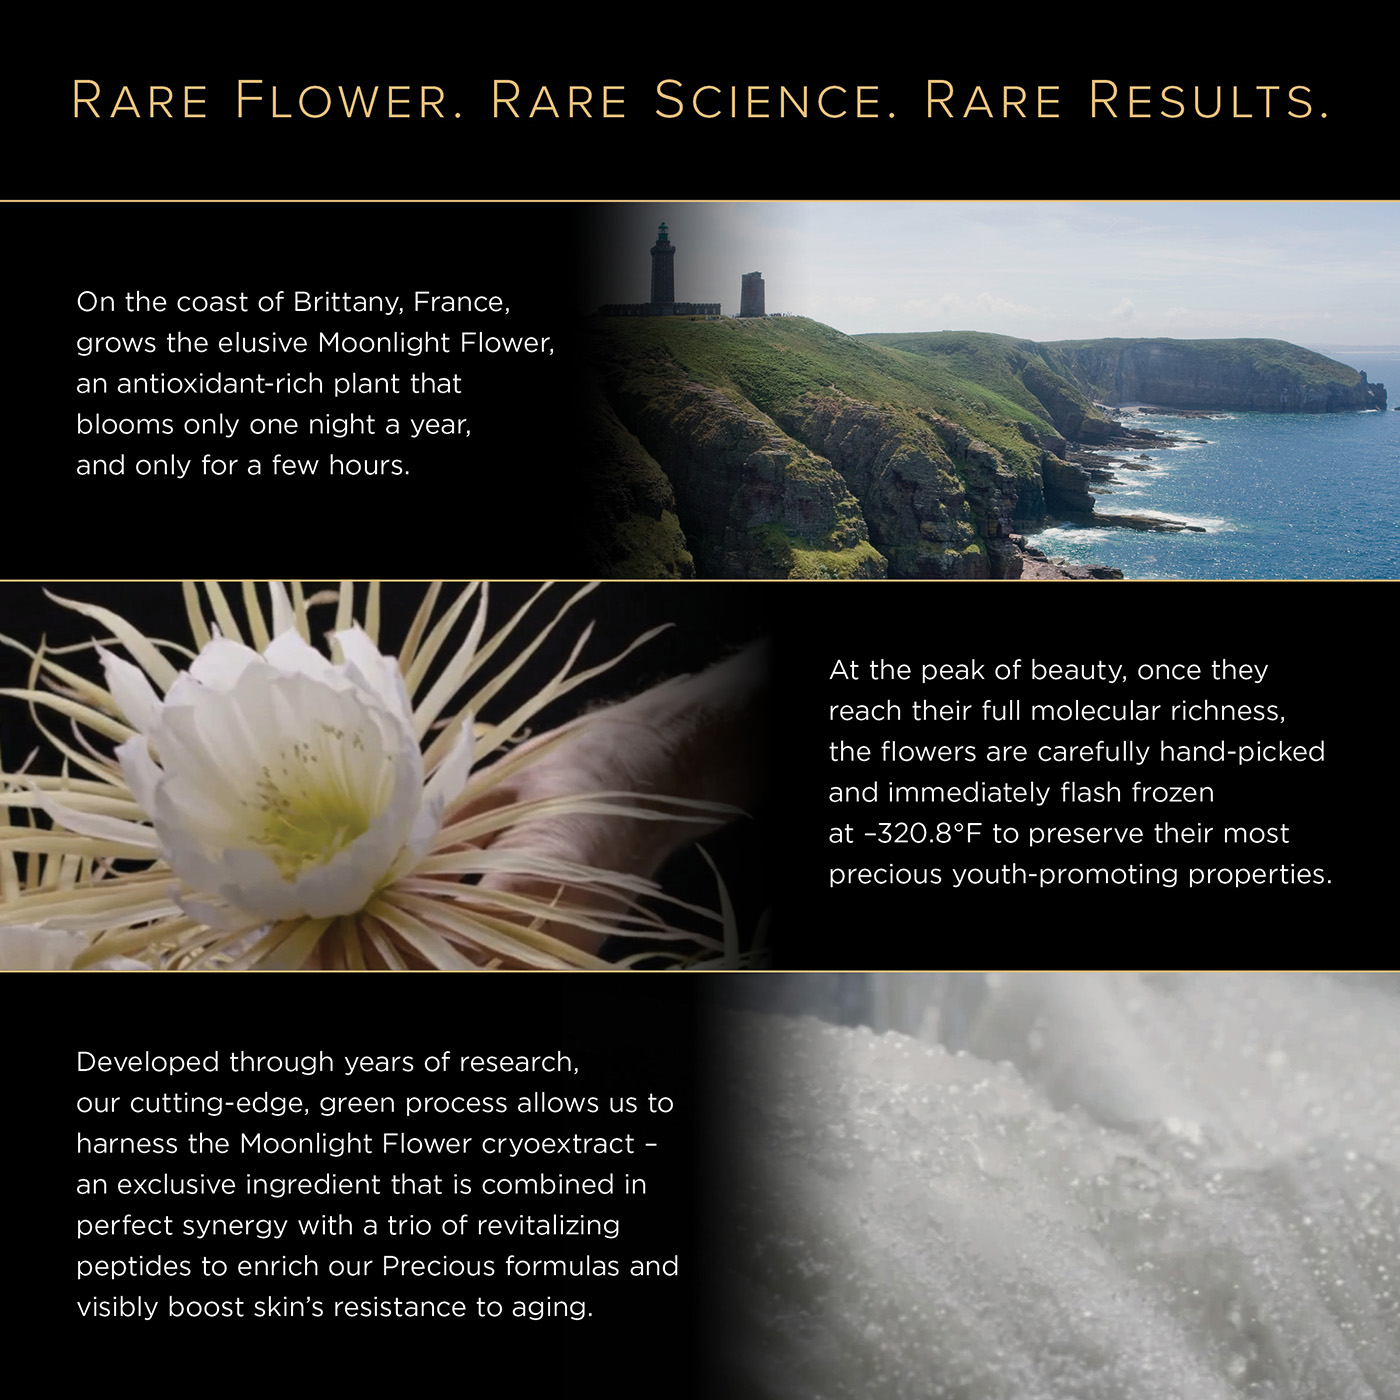 RARE FLOWER. RARE SCIENCE. RARE RESULTS.
On the coast of Brittany, France,
grows the elusive Moonlight Flower,
an antioxidant-rich plant that
blooms only one night a year,
and only for a few hours.
At the peak of beauty, once they
reach their full molecular richness,
the flowers are carefully hand-picked
and immediately flash frozen
at –320.8°F to preserve their most
precious youth-promoting properties.
Developed through years of research,
our cutting-edge, green process allows us to
harness the Moonlight Flower cryoextract –
an exclusive ingredient that is combined in
perfect synergy with a trio of revitalizing
peptides to enrich our Precious formulas and
visibly boost skin’s resistance to aging.